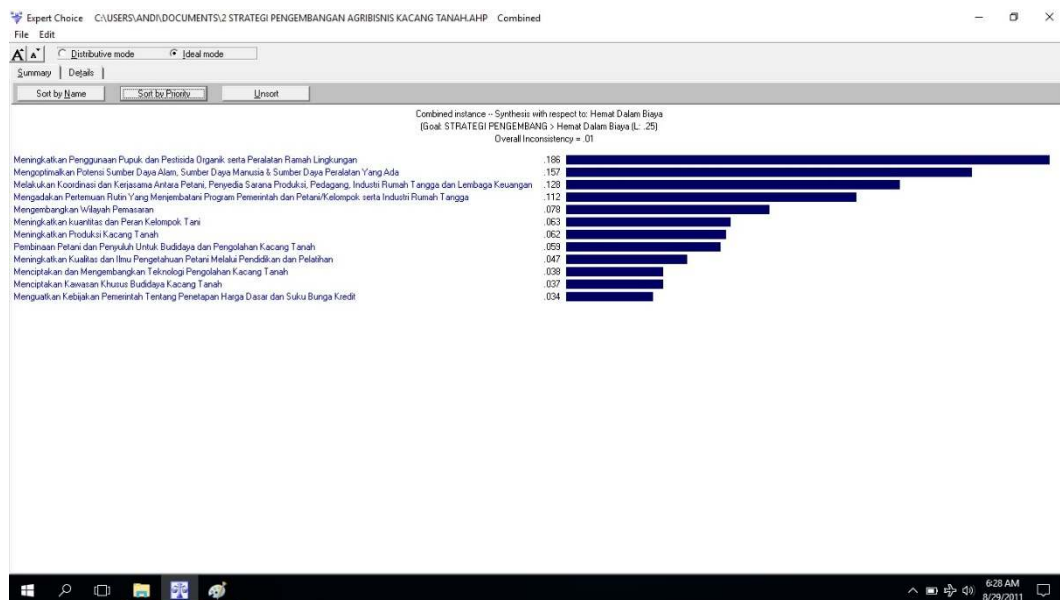 Expert Choice C:\USERS\ANDI\DOCUMENTS\2 STRATEGI PENGEMBANGAN AGRIBISNIS KACANG TANAH.AHP Combined
File Edit
A A Distributive mode Ideal mode
Summary Details
Sort by Name Sort by Priority Unsort
Combined instance -- Synthesis with respect to: Hemat Dalam Biaya
(Goal: STRATEGI PENGEMBANG > Hemat Dalam Biaya (L: .25)
Overall Inconsistency = .01
Meningkatkan Penggunaan Pupuk dan Pestisida Organik serta Peralatan Ramah Lingkungan .186
Mengoptimalkan Potensi Sumber Daya Alam, Sumber Daya Manusia & Sumber Daya Peralatan Yang Ada .157
Melakukan Koordinasi dan Kerjasama Antara Petani, Penyedia Sarana Produksi, Pedagang, Industri Rumah Tangga dan Lembaga Keuangan .128
Mengadakan Pertemuan Rutin Yang Menjembatani Program Pemerintah dan Petani/Kelompok serta Industri Rumah Tangga .112
Mengembangkan Wilayah Pemasaran .078
Meningkatkan kuantitas dan Peran Kelompok Tani .063
Meningkatkan Produksi Kacang Tanah .062
Pembinaan Petani dan Penyuluh Untuk Budidaya dan Pengolahan Kacang Tanah .059
Meningkatkan Kualitas dan Ilmu Pengetahuan Petani Melalui Pendidikan dan Pelatihan .047
Menciptakan dan Mengembangkan Teknologi Pengolahan Kacang Tanah .038
Menciptakan Kawasan Khusus Budidaya Kacang Tanah .037
Menguatkan Kebijakan Pemerintah Tentang Penetapan Harga Dasar dan Suku Bunga Kredit .034
6:28 AM
8/29/2011